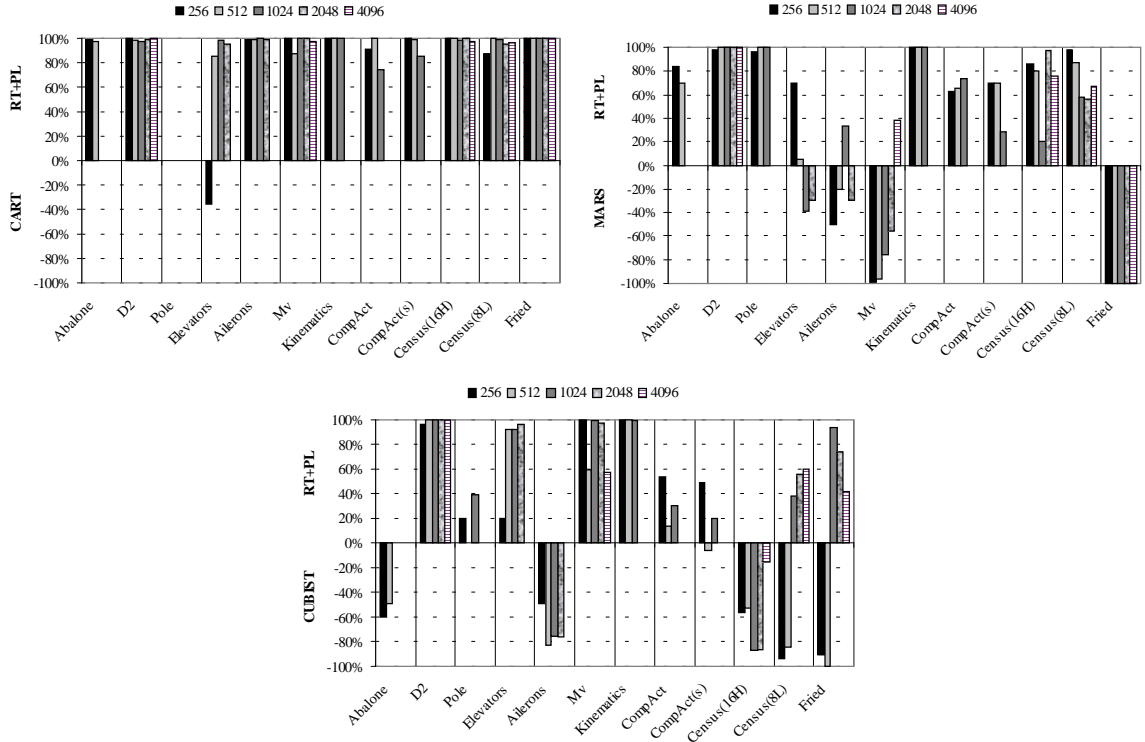 256 512 1024 2048 4096
RT+PL
CART
100%
80%
60%
40%
20%
0%
-20%
-40%
-60%
-80%
-100%
Abalone
D2
Pole
Elevators
Ailerons
Mv
Kinematics
CompAct
CompAct(s)
Census(16H)
Census(8L)
Fried
256 512 1024 2048 4096
RT+PL
MARS
100%
80%
60%
40%
20%
0%
-20%
-40%
-60%
-80%
-100%
Abalone
D2
Pole
Elevators
Ailerons
Mv
Kinematics
CompAct
CompAct(s)
Census(16H)
Census(8L)
Fried
256 512 1024 2048 4096
RT+PL
CUBIST
100%
80%
60%
40%
20%
0%
-20%
-40%
-60%
-80%
-100%
Abalone
D2
Pole
Elevators
Ailerons
Mv
Kinematics
CompAct
CompAct(s)
Census(16H)
Census(8L)
Fried